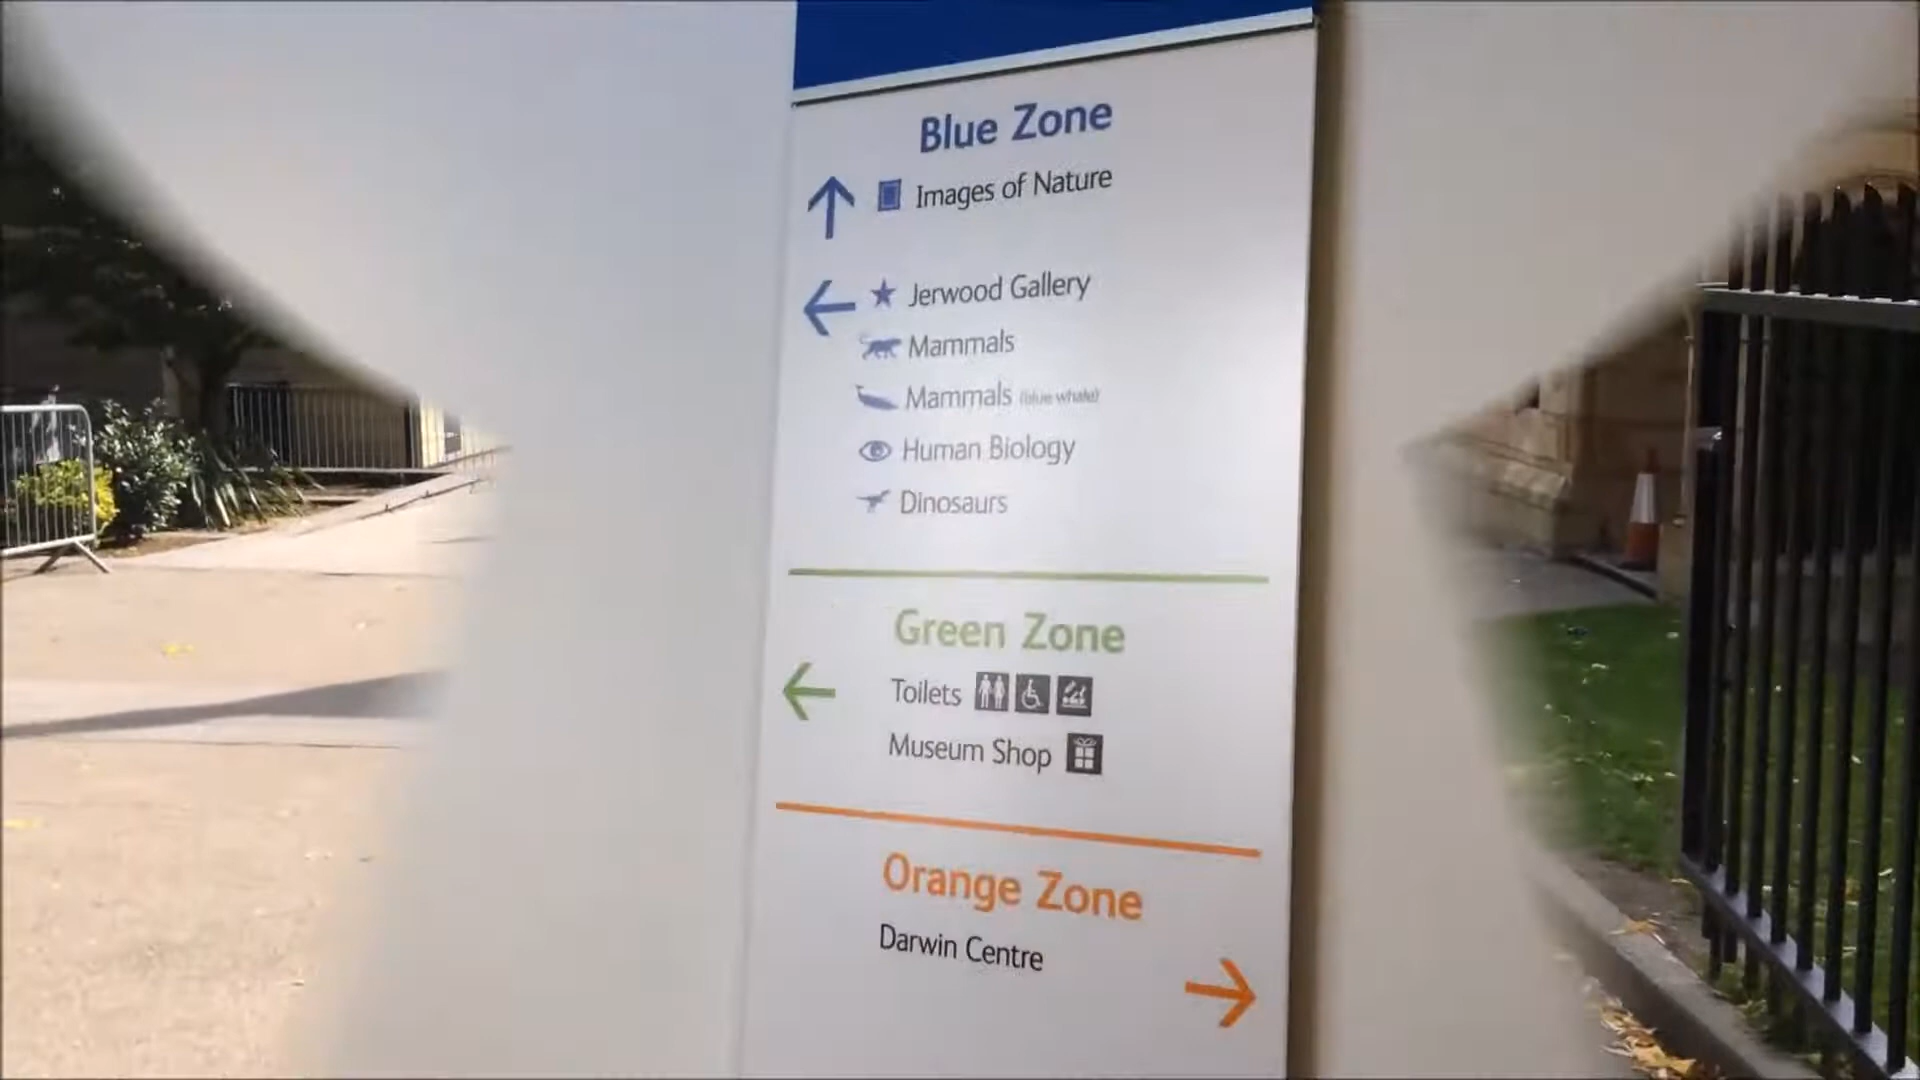 Blue Zone
Images of Nature
Jerwood Gallery
Mammals
Mammals (blue whale)
Human Biology
Dinosaurs
Green Zone
Toilets
Museum Shop
Orange Zone
Darwin Centre